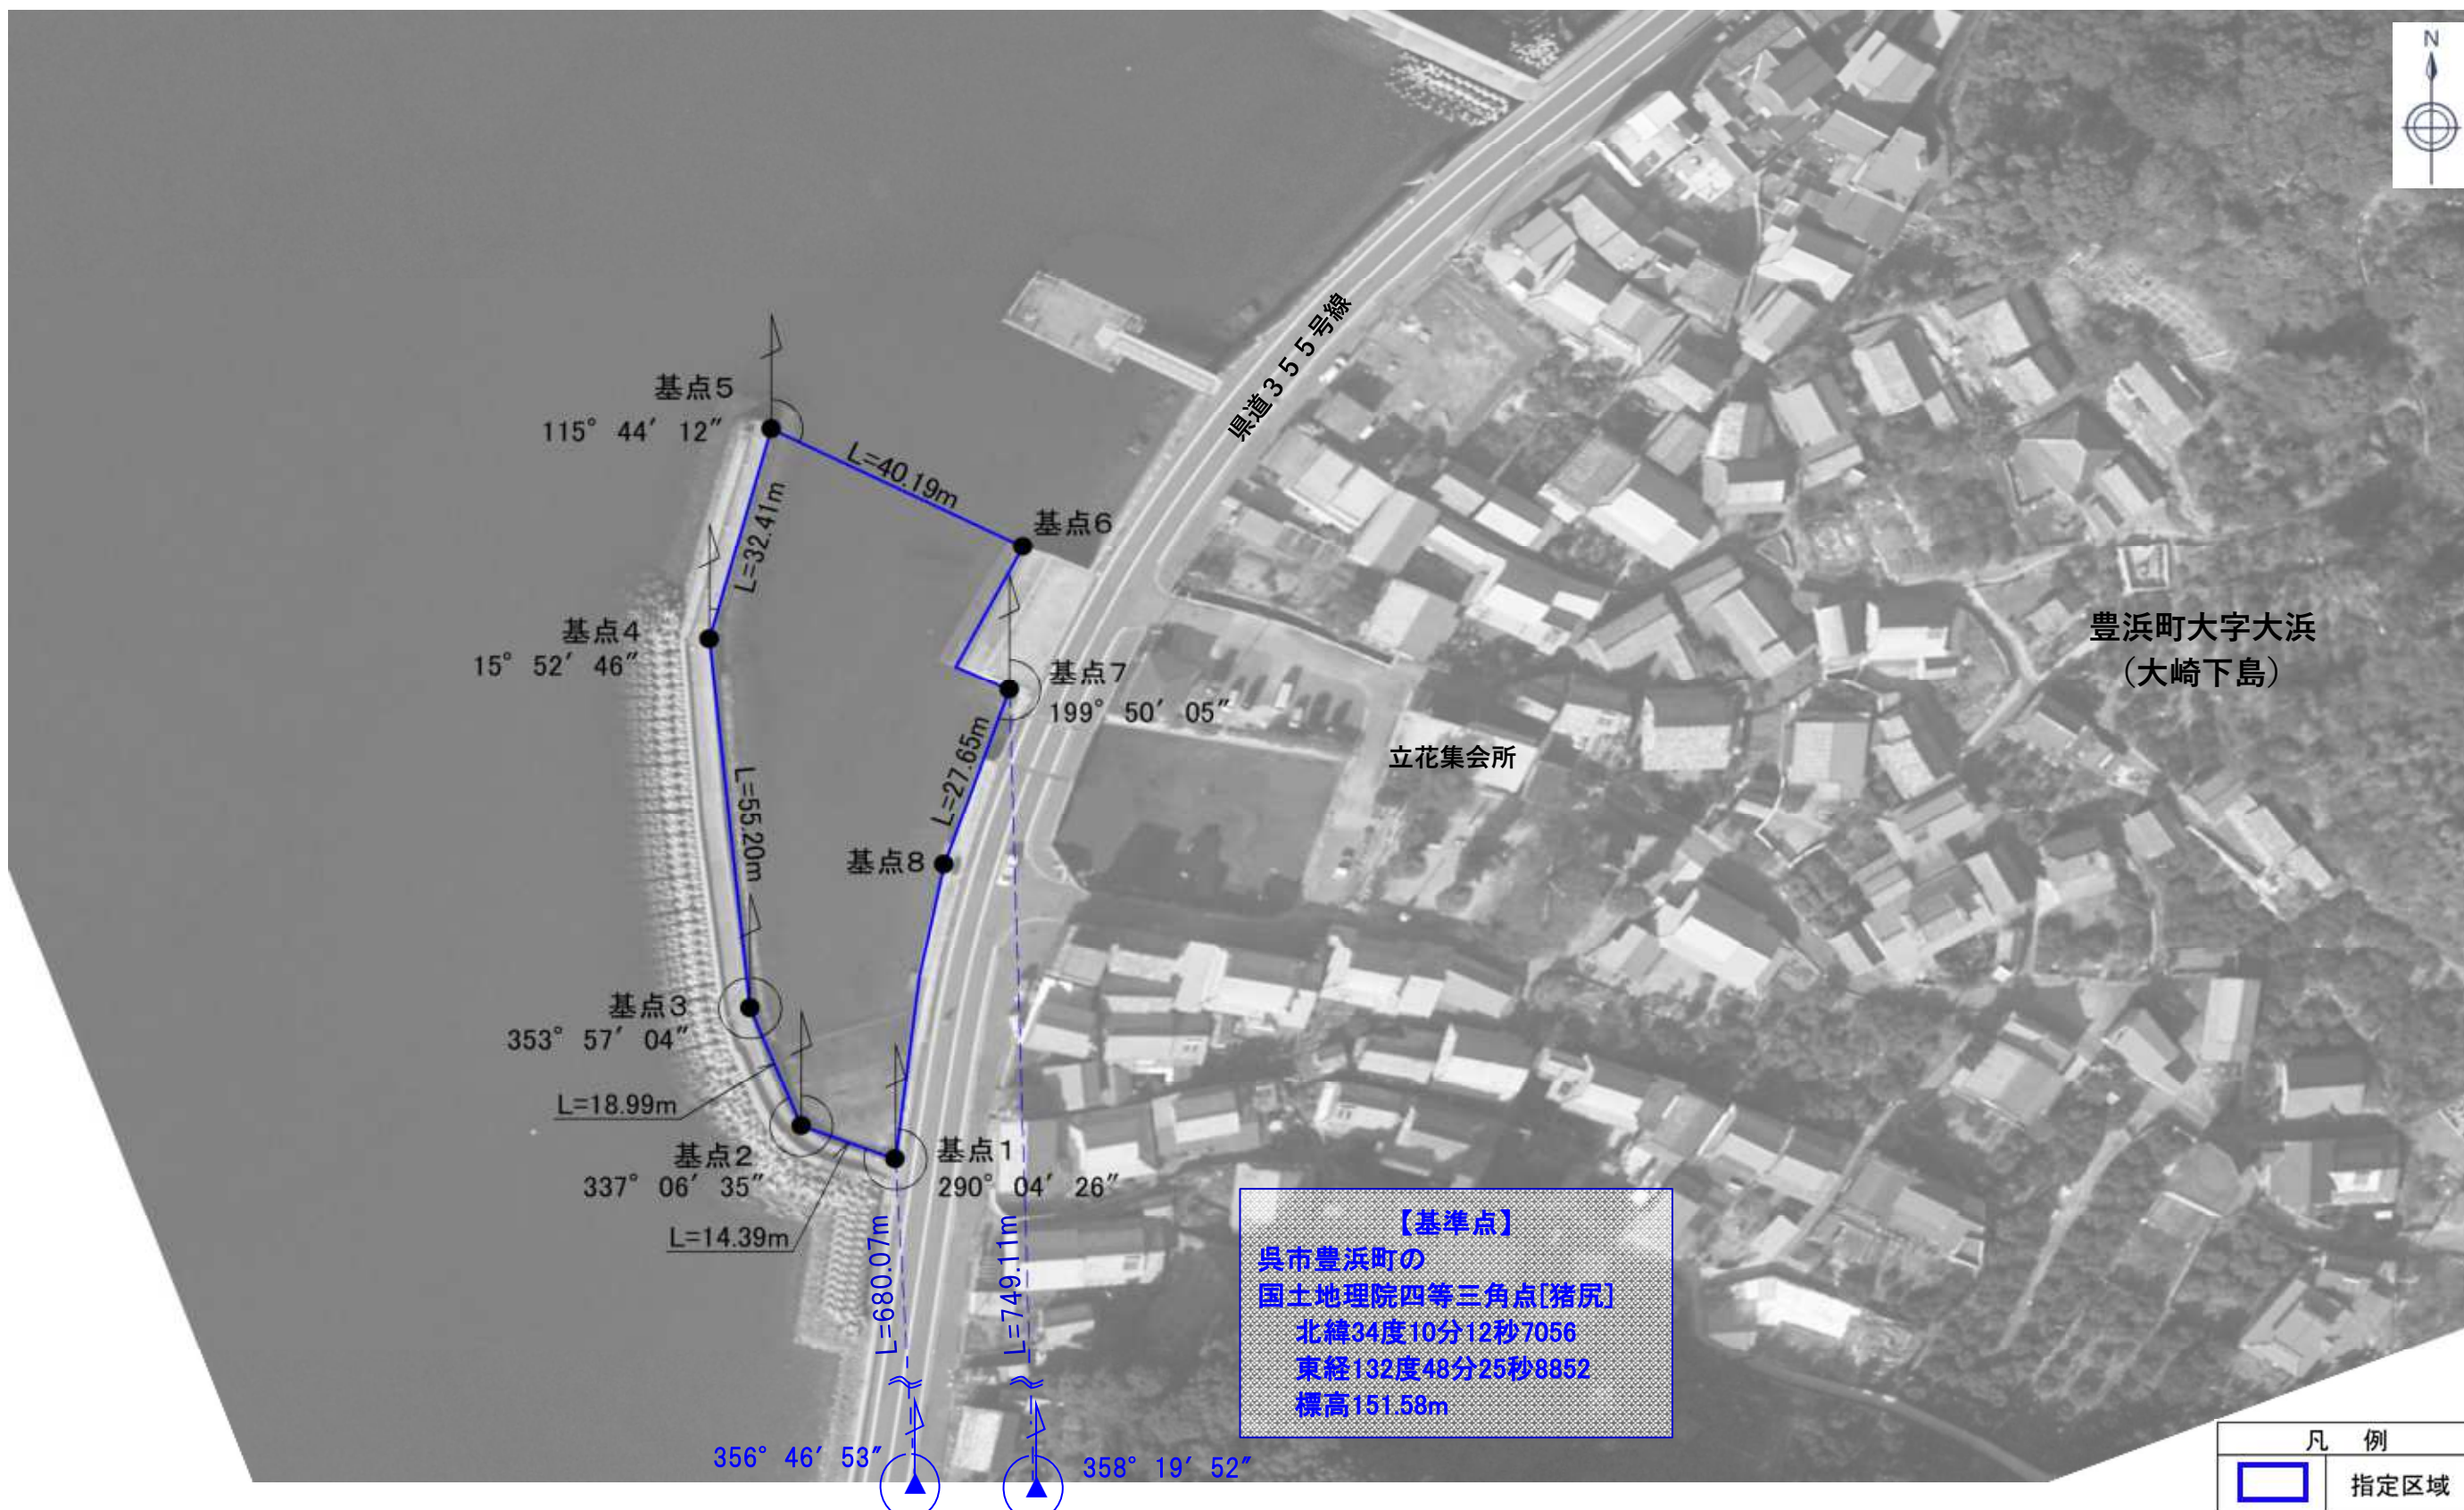 N
県道355号線
基点5
115° 44′ 12″
L=40.19m
基点6
L=32.41m
基点4
15° 52′ 46″
基点7
199° 50′ 05″
L=27.65m
L=55.20m
基点8
豊浜町大字大浜
(大崎下島)
立花集会所
基点3
353° 57′ 04″
L=18.99m
基点2
337° 06′ 35″
L=14.39m
基点1
290° 04′ 26″
L=680.07m
L=749.11m
356° 46′ 53″
358° 19′ 52″
【基準点】
呉市豊浜町の
国土地理院四等三角点[猪尻]
北緯34度10分12秒7056
東経132度48分25秒8852
標高151.58m
凡 例
指定区域